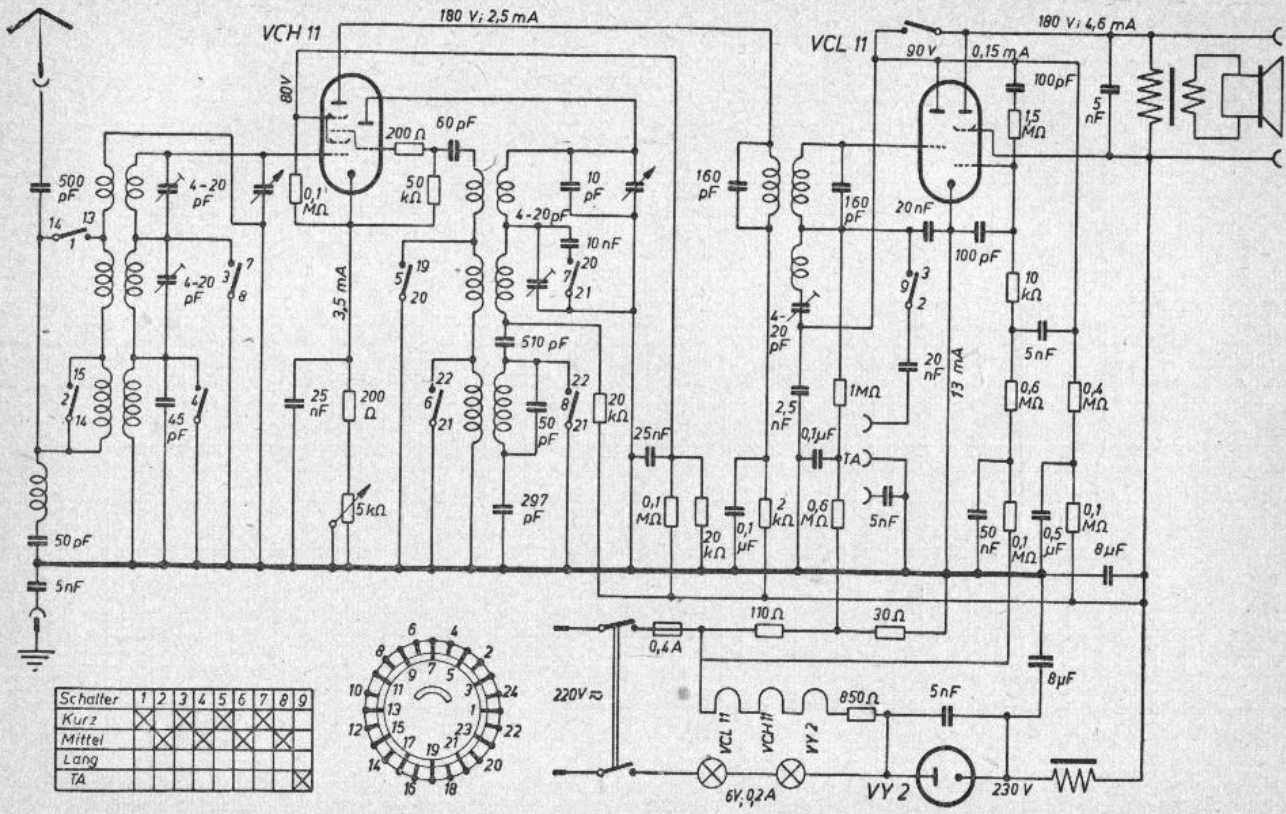 180 V; 2,5 mA
VCH 11
180 V; 4,6 mA
VCL 11
90 V
0,15 mA
80V
100pF
5 nF
1,5 MΩ
60 pF
200 Ω
500 pF
4-20 pF
0,1 MΩ
50 kΩ
10 pF
160 pF
160 pF
20 nF
100 pF
14
13
1
4-20pF
10 nF
4-20 pF
3
7
8
5
19
20
7
20
21
3
9
2
10 kΩ
3,5 mA
4-20 pF
5nF
510 pF
20 nF
13 mA
15
2
14
45 pF
4
25 nF
200 Ω
22
6
21
50 pF
22
8
21
20 kΩ
2,5 nF
1MΩ
0,6 MΩ
0,4 MΩ
25nF
0,1µF
TA
5kΩ
297 pF
0,1 MΩ
20 kΩ
0,1 µF
2 kΩ
0,6 MΩ
5nF
50 nF
0,1 MΩ
0,5 µF
0,1 MΩ
8µF
50 pF
5nF
0,4 A
110 Ω
30 Ω
220V ≈
8µF
VCL 11
VCH 11
VY 2
850 Ω
5nF
6V; 0,2 A
VY 2
230 V
6
4
8
2
9
7
5
10
11
3
24
13
1
12
15
23
22
17
19
21
14
20
16
18
Schalter 1 2 3 4 5 6 7 8 9
Kurz
Mittel
Lang
TA